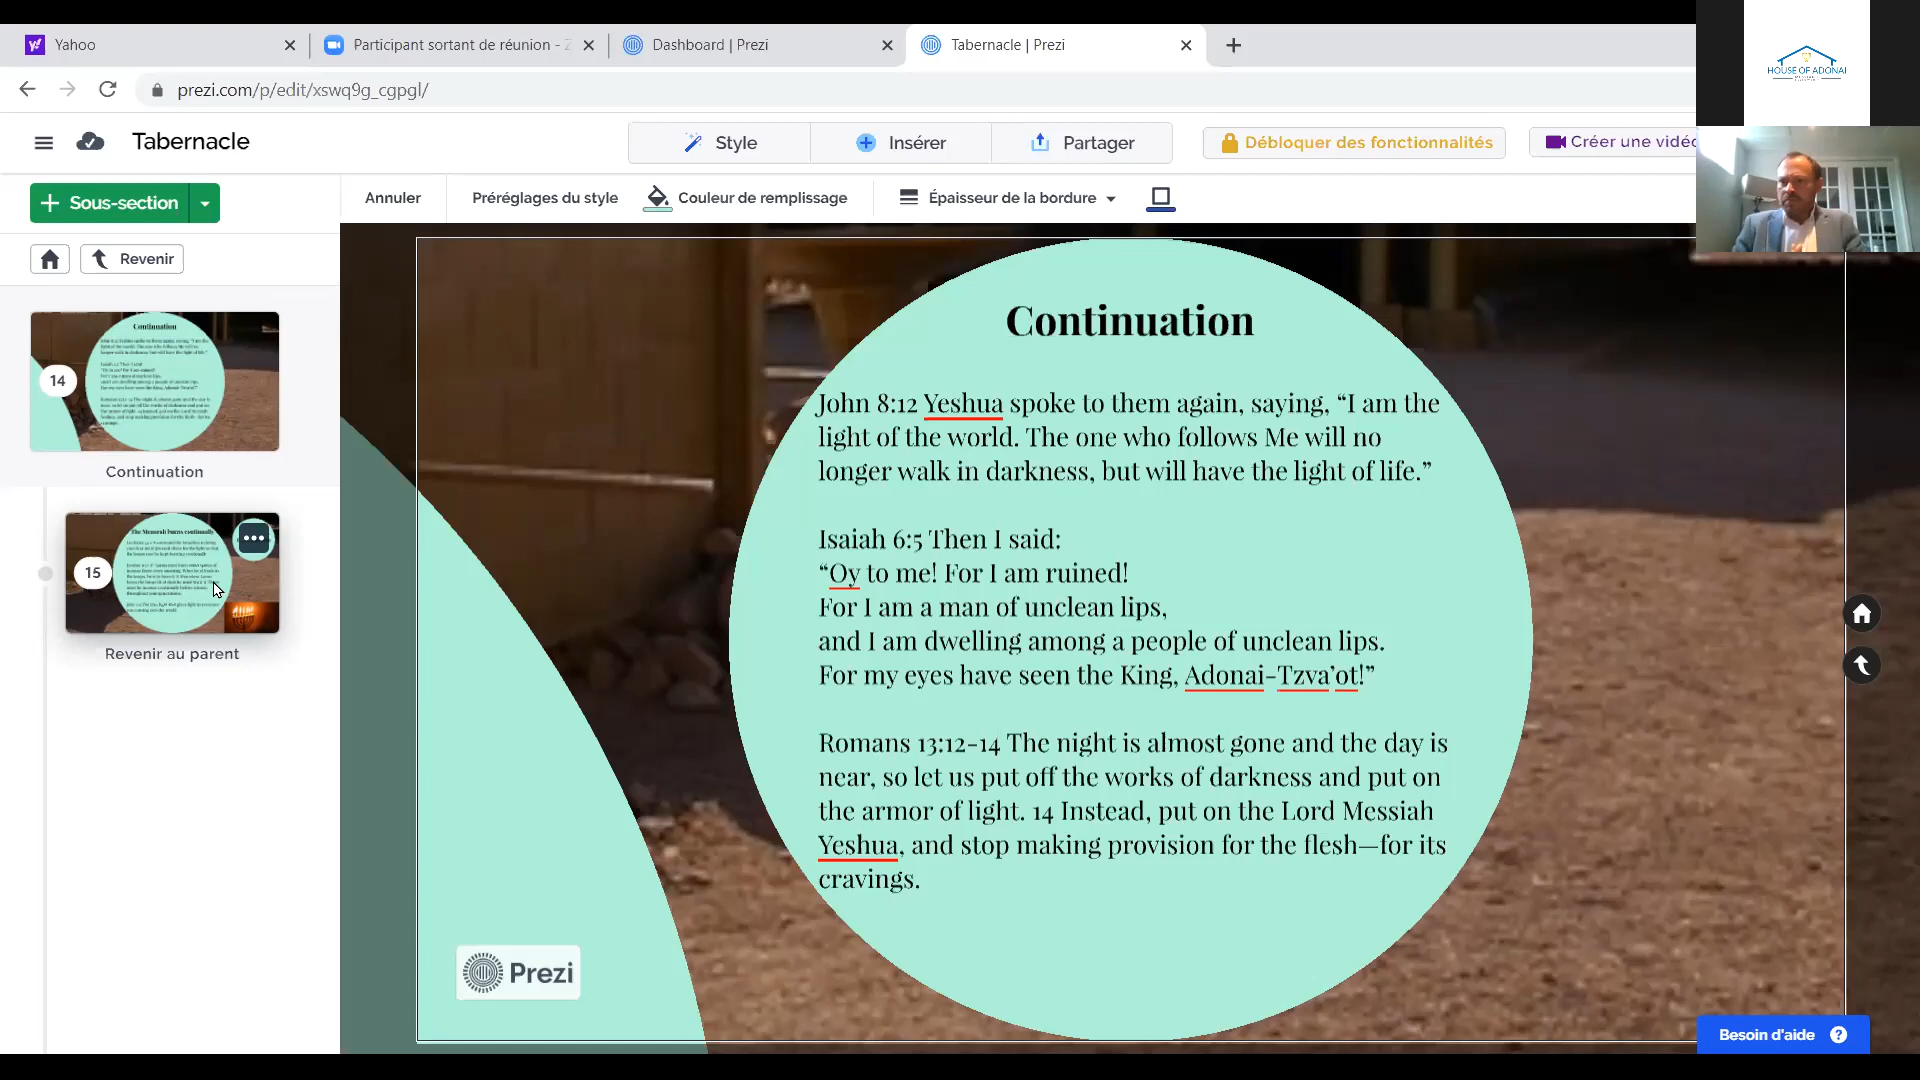 Yahoo
Participant sortant de réunion -
Dashboard | Prezi
Tabernacle | Prezi
prezi.com/p/edit/xswq9g_cgpgl/
HOUSE OF ADONAI
Tabernacle
Style
Insérer
Partager
Débloquer des fonctionnalités
Créer une vidéo
Sous-section
Annuler
Préréglages du style
Couleur de remplissage
Épaisseur de la bordure
Revenir
14
Continuation
15
The Menorah burns continually
Revenir au parent
Continuation
John 8:12 Yeshua spoke to them again, saying, “I am the
light of the world. The one who follows Me will no
longer walk in darkness, but will have the light of life.”
Isaiah 6:5 Then I said:
“Oy to me! For I am ruined!
For I am a man of unclean lips,
and I am dwelling among a people of unclean lips.
For my eyes have seen the King, Adonai-Tzva’ot!”
Romans 13:12-14 The night is almost gone and the day is
near, so let us put off the works of darkness and put on
the armor of light. 14 Instead, put on the Lord Messiah
Yeshua, and stop making provision for the flesh—for its
cravings.
Prezi
Besoin d'aide ?